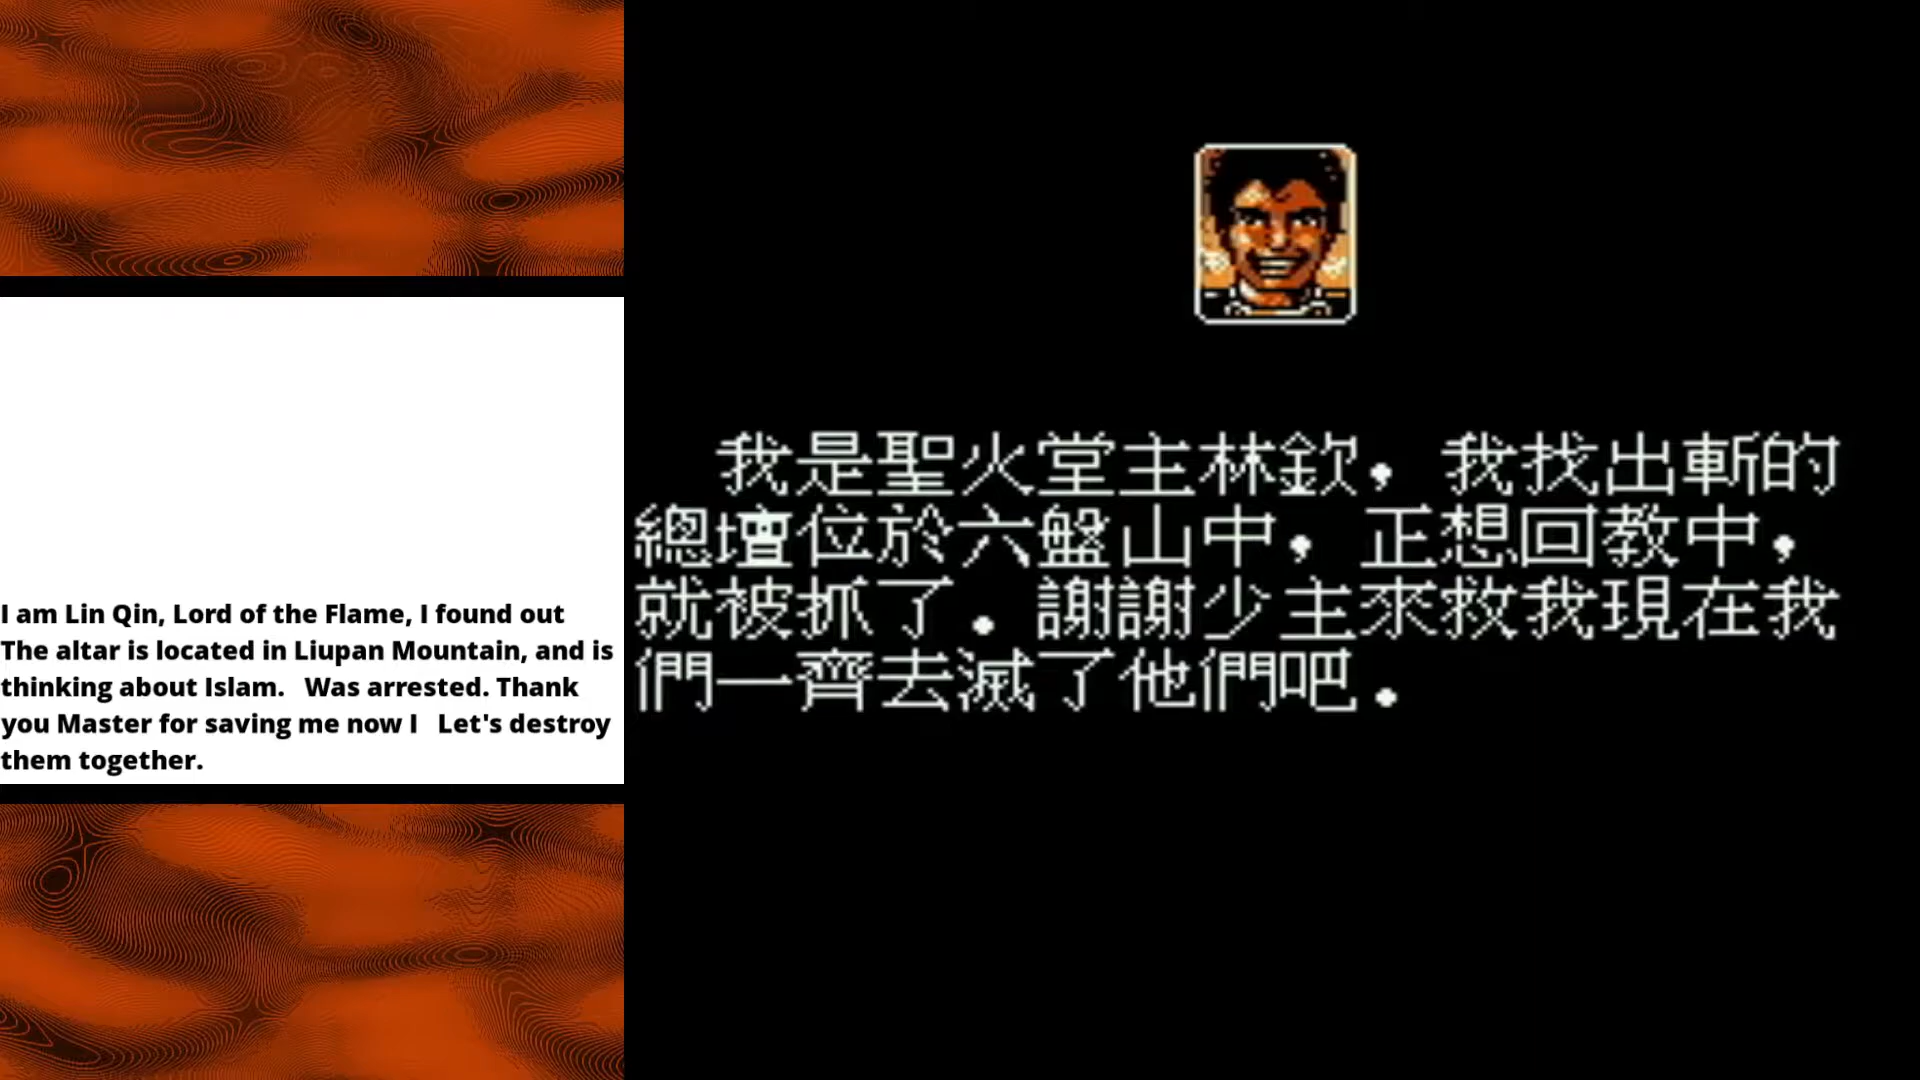 I am Lin Qin, Lord of the Flame, I found out
The altar is located in Liupan Mountain, and is
thinking about Islam. Was arrested. Thank
you Master for saving me now I Let's destroy
them together.
我是聖火堂主林欽，我找出斬的
總壇位於六盤山中，正想回教中，
就被抓了．謝謝少主來救我現在我
們一齊去滅了他們吧．